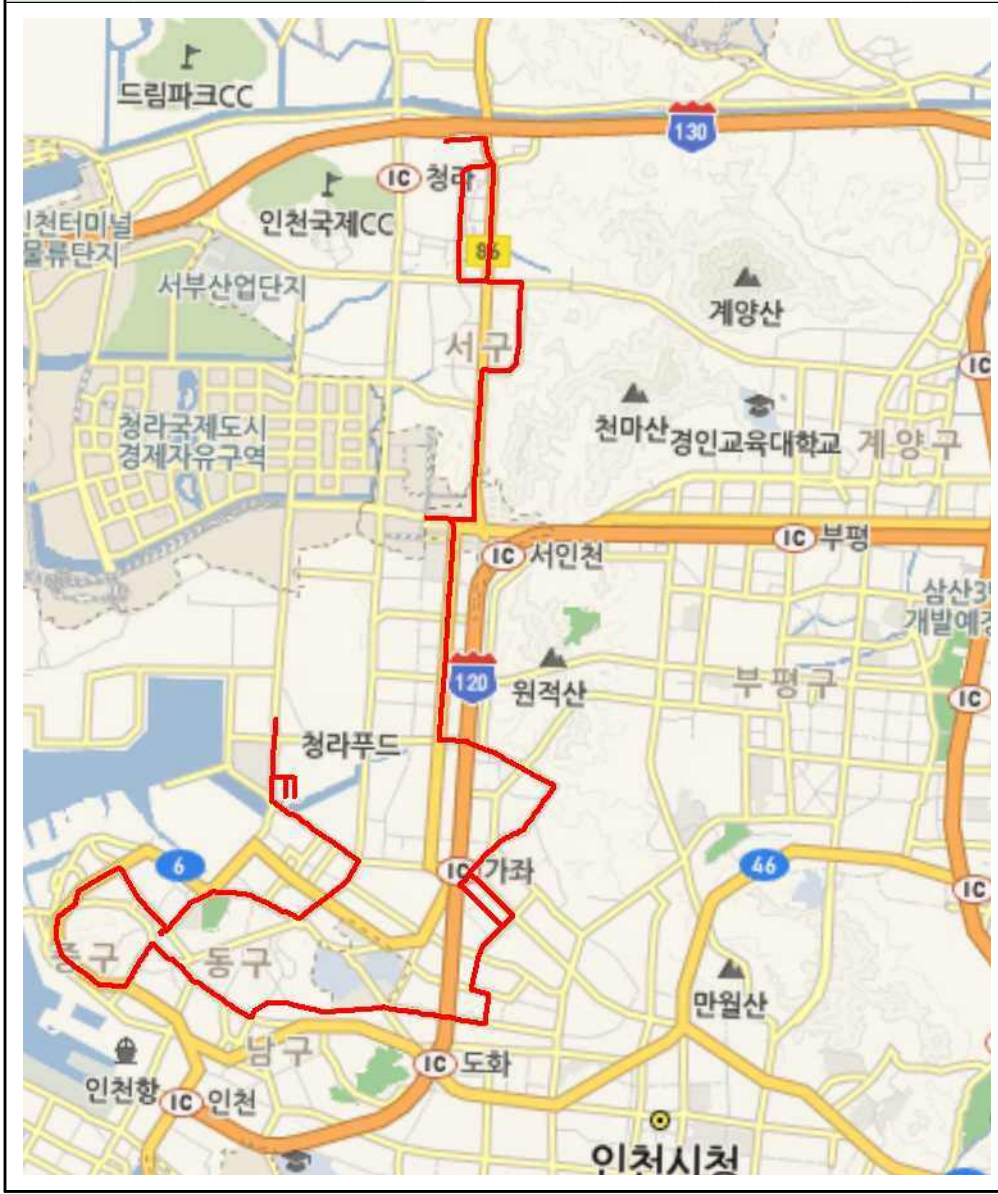 드림파크CC
130
IC 청라
인천국제CC
인천터미널
물류단지
86
서부산업단지
계양산
서구
IC
천마산
경인교육대학교
계양구
청라국제도시
경제자유구역
IC 서인천
IC 부평
삼산3
개발예정
120
원적산
부평구
IC
청라푸드
6
IC 가좌
46
IC
중구
동구
만월산
남구
IC 도화
인천항
IC 인천
인천시청